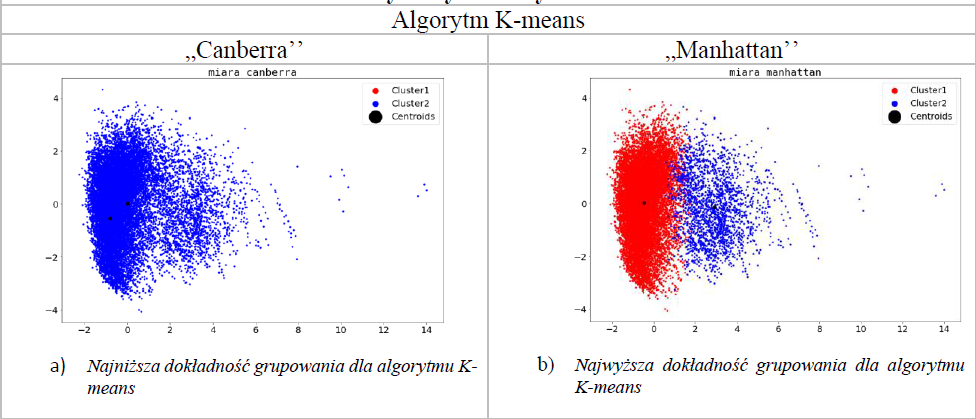 Algorytm K-means
„Canberra’’
„Manhattan’’
miara canberra
Cluster1
Cluster2
Centroids
4
2
0
−2
−4
−2
0
2
4
6
8
10
12
14
miara manhattan
Cluster1
Cluster2
Centroids
4
2
0
−2
−4
−2
0
2
4
6
8
10
12
14
a) Najniższa dokładność grupowania dla algorytmu K-
means
b) Najwyższa dokładność grupowania dla algorytmu
K-means